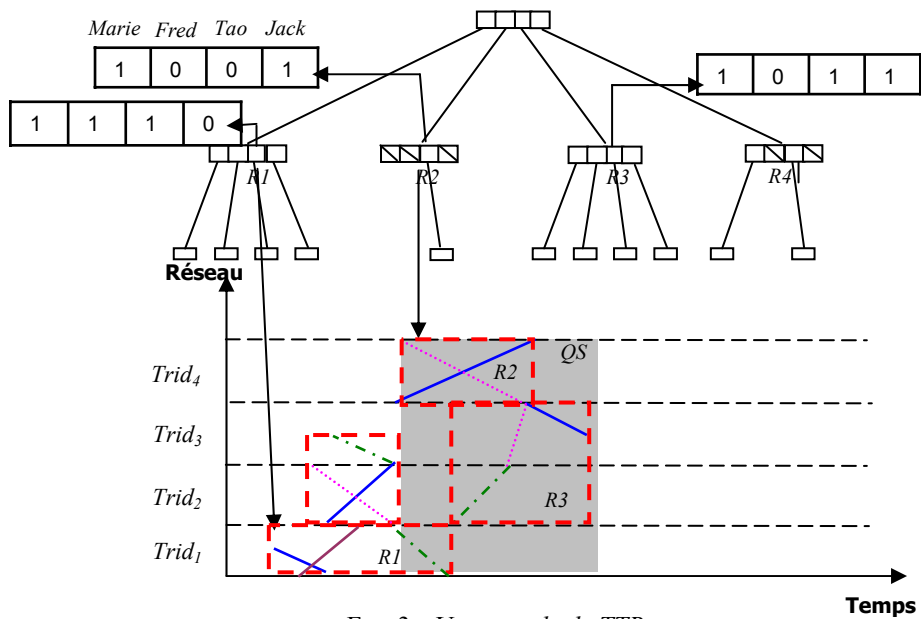 Marie Fred Tao Jack
1 0 0 1
1 0 1 1
1 1 1 0
R1 R2 R3 R4
Réseau
QS
R2
Trid4
Trid3
Trid2
R3
Trid1
R1
Temps